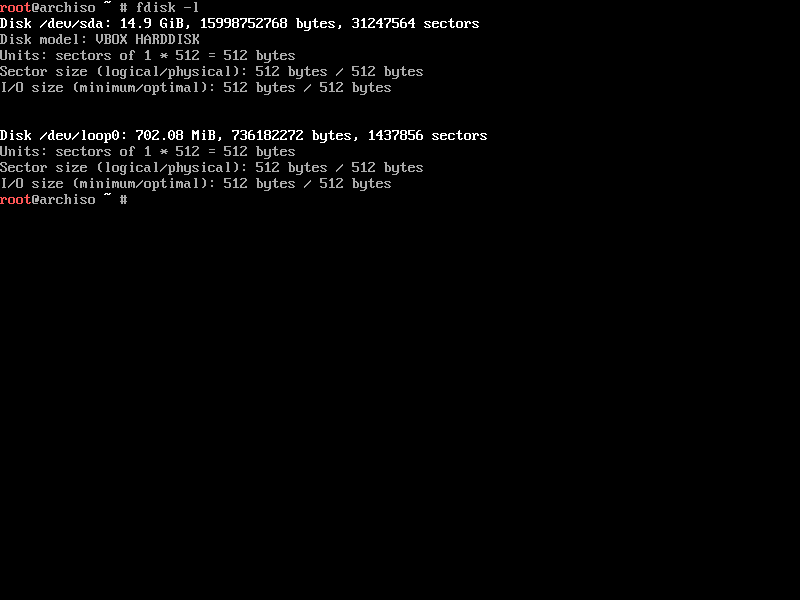 root@archiso ~ # fdisk -l
Disk /dev/sda: 14.9 GiB, 15998752768 bytes, 31247564 sectors
Disk model: VBOX HARDDISK
Units: sectors of 1 * 512 = 512 bytes
Sector size (logical/physical): 512 bytes / 512 bytes
I/O size (minimum/optimal): 512 bytes / 512 bytes
Disk /dev/loop0: 702.08 MiB, 736182272 bytes, 1437856 sectors
Units: sectors of 1 * 512 = 512 bytes
Sector size (logical/physical): 512 bytes / 512 bytes
I/O size (minimum/optimal): 512 bytes / 512 bytes
root@archiso ~ #